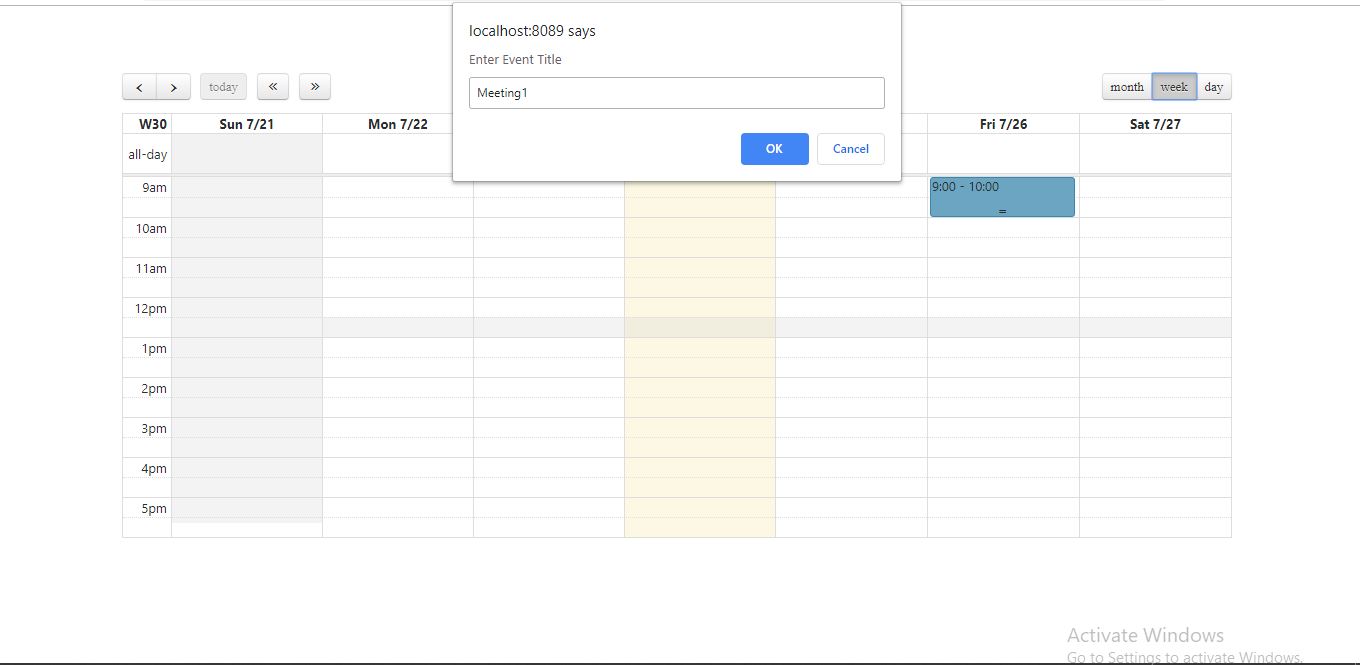 localhost:8089 says
Enter Event Title
Meeting1
OK Cancel
‹ › today « » month week day
W30 Sun 7/21 Mon 7/22 Fri 7/26 Sat 7/27
all-day
9am 9:00 - 10:00
=
10am
11am
12pm
1pm
2pm
3pm
4pm
5pm
Activate Windows
Go to Settings to activate Windows.